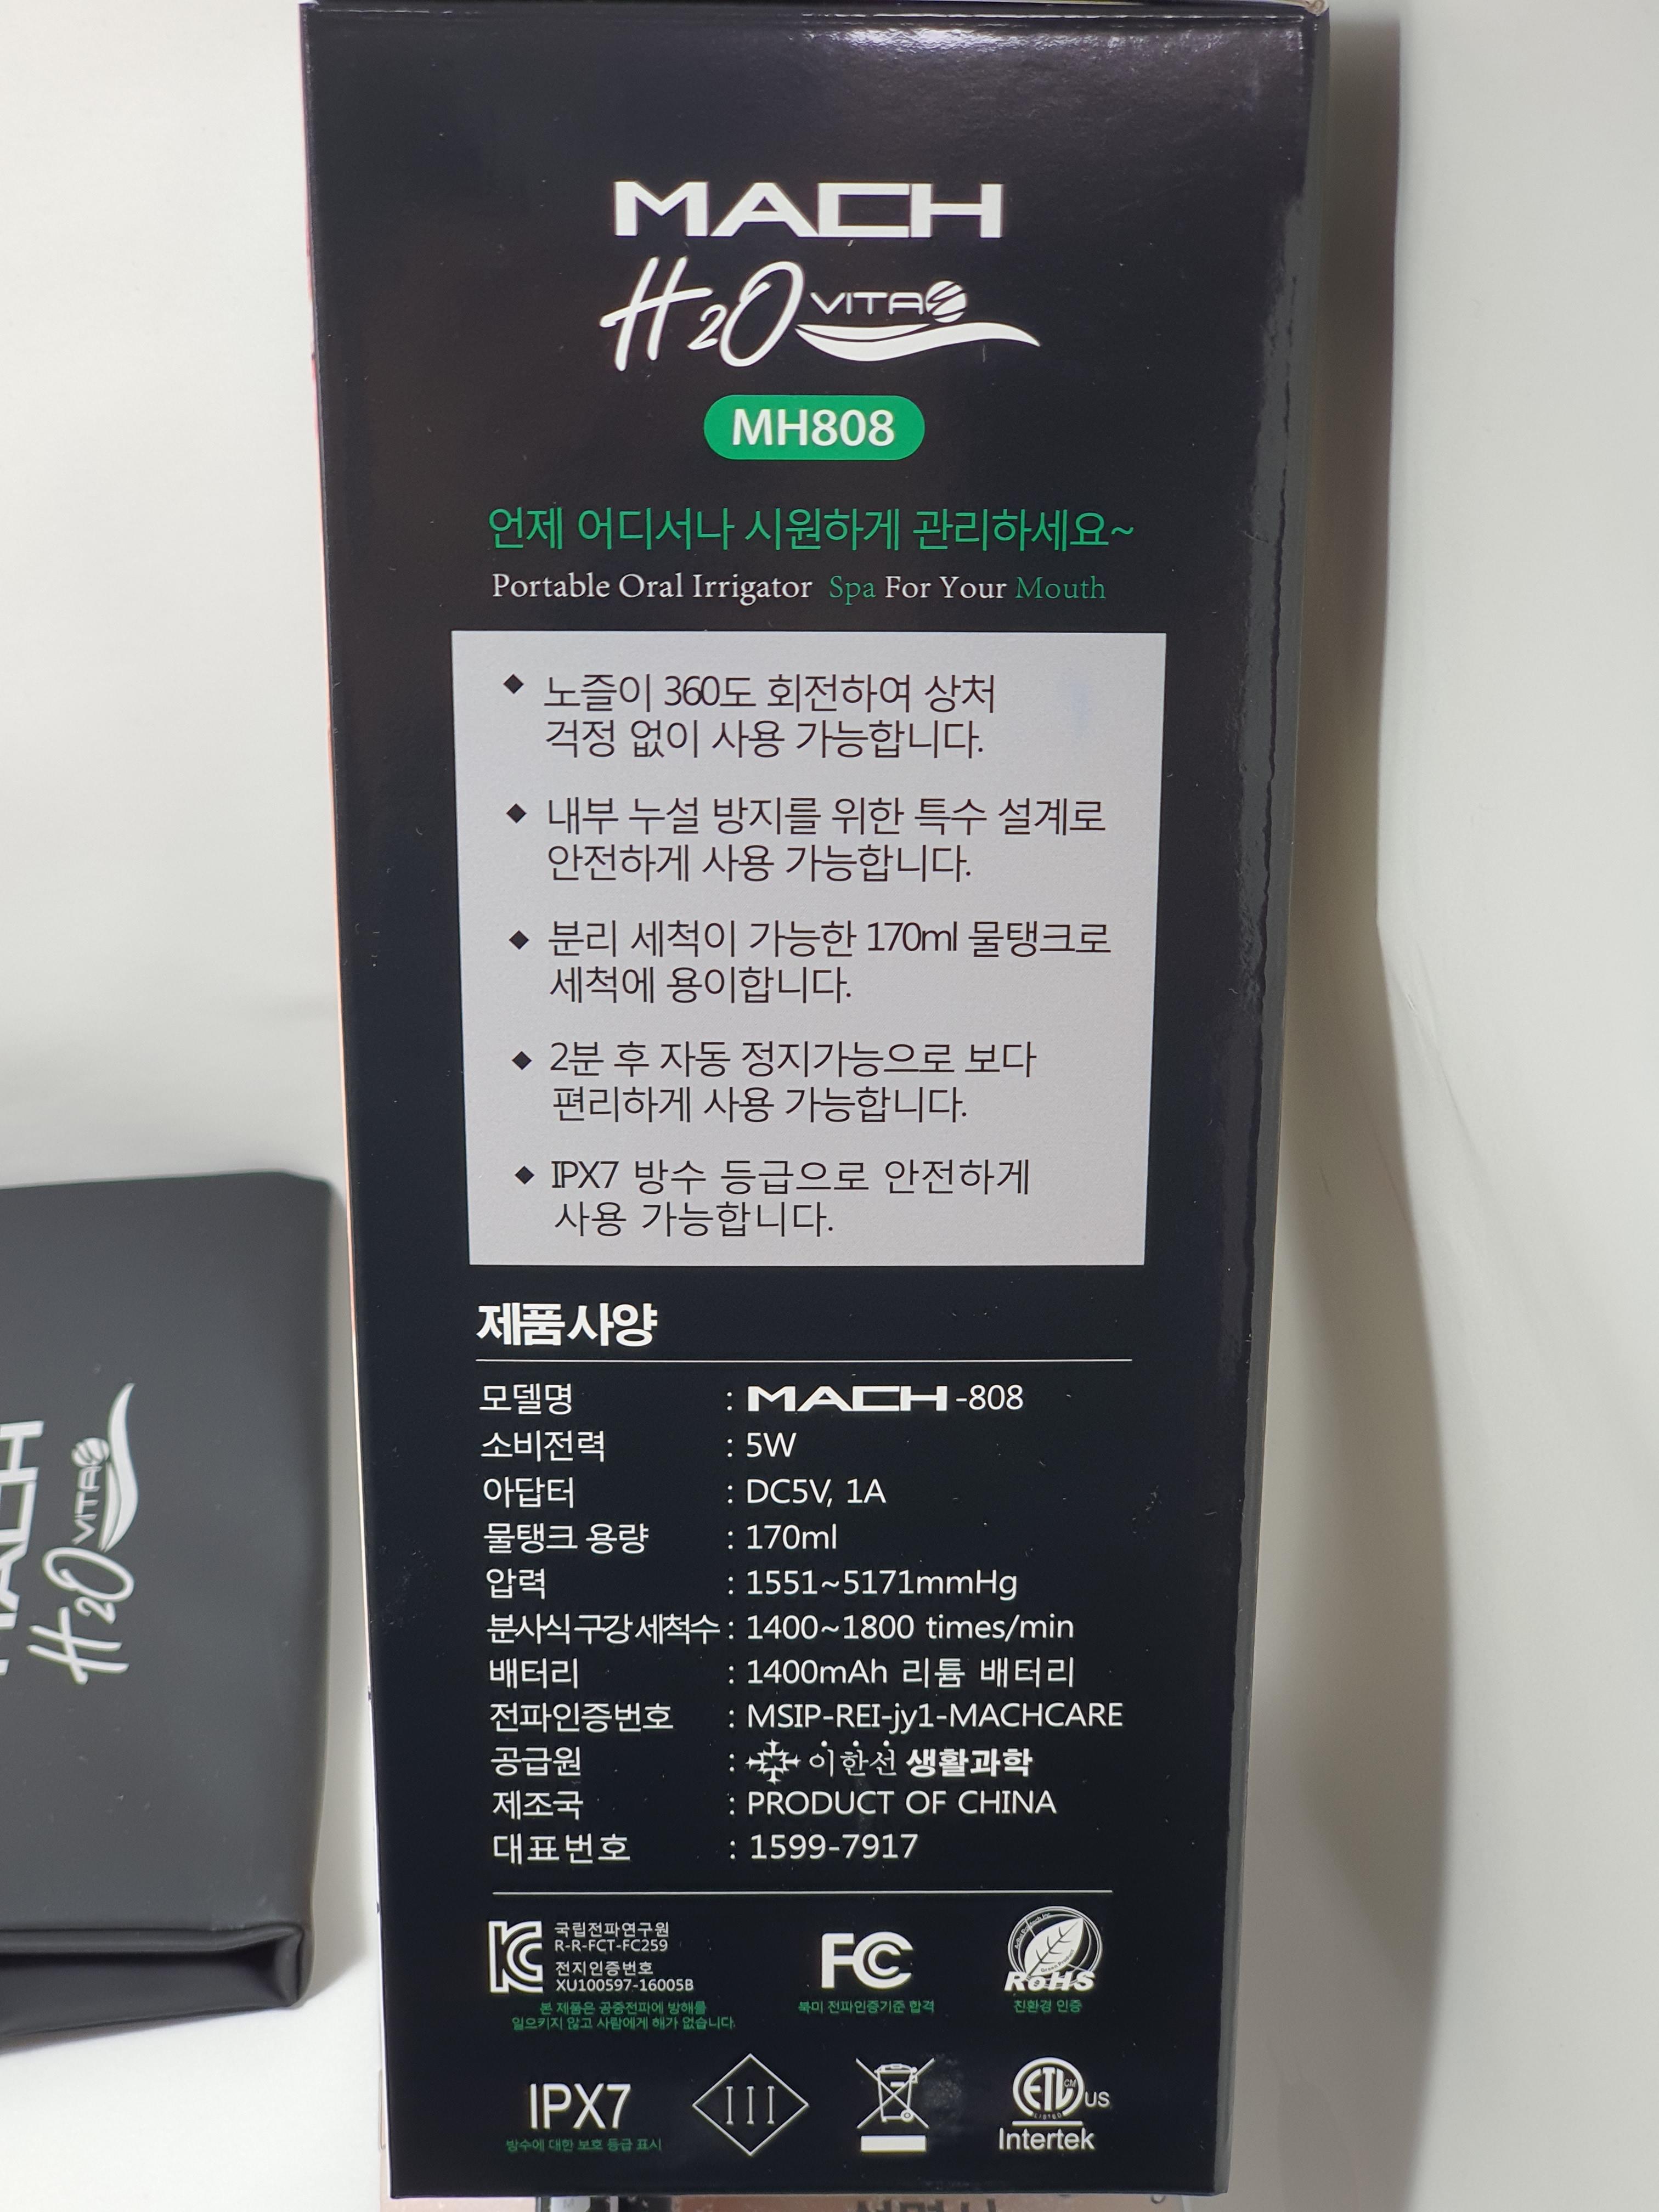 MACH
H2O VITA
MH808
언제 어디서나 시원하게 관리하세요~
Portable Oral Irrigator Spa For Your Mouth
◆ 노즐이 360도 회전하여 상처
걱정 없이 사용 가능합니다.
◆ 내부 누설 방지를 위한 특수 설계로
안전하게 사용 가능합니다.
◆ 분리 세척이 가능한 170ml 물탱크로
세척에 용이합니다.
◆ 2분 후 자동 정지가능으로 보다
편리하게 사용 가능합니다.
◆ IPX7 방수 등급으로 안전하게
사용 가능합니다.
제품사양
모델명 : MACH-808
소비전력 : 5W
아답터 : DC5V, 1A
물탱크 용량 : 170ml
압력 : 1551~5171mmHg
분사식구강세척수 : 1400~1800 times/min
배터리 : 1400mAh 리튬 배터리
전파인증번호 : MSIP-REI-jy1-MACHCARE
공급원 : 이한선 생활과학
제조국 : PRODUCT OF CHINA
대표번호 : 1599-7917
국립전파연구원
R-R-FCT-FC259
전지인증번호
XU100597-16005B
본 제품은 공중전파에 방해를
일으키지 않고 사람에게 해가 없습니다.
FC
북미 전파인증기준 합격
Green Product
RoHS
친환경 인증
IPX7
방수에 대한 보호 등급 표시
III
ETL CM US
LISTED
Intertek
MACH
H2O VITA